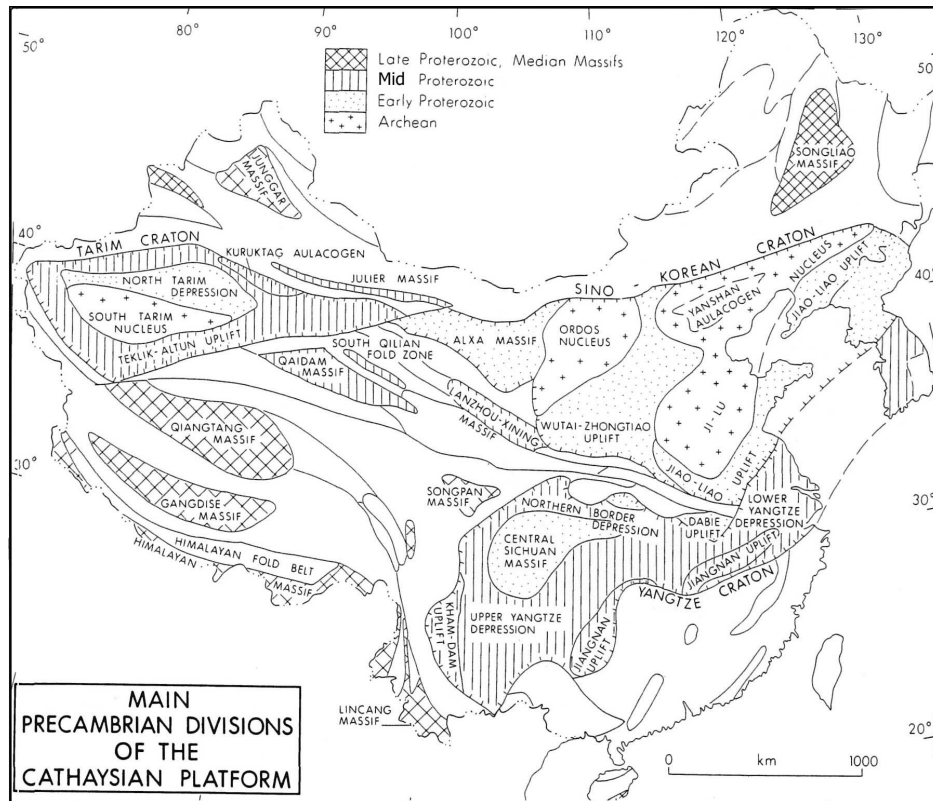 80° 90° 100° 110° 120° 130°
50° 50
Late Proterozoic, Median Massifs
Mid Proterozoic
Early Proterozoic
Archean
SONGLIAO
MASSIF
JUNGGAR
MASSIF
40°
TARIM CRATON
KURUKTAG AULACOGEN
JULIER MASSIF
SINO KOREAN CRATON
40
NORTH TARIM
DEPRESSION
SOUTH TARIM
NUCLEUS
TEKLIK-ALTUN UPLIFT
YANSHAN
AULACOGEN
NUCLEUS
JIAO-LIAO UPLIFT
ORDOS
NUCLEUS
ALXA MASSIF
SOUTH QILIAN
FOLD ZONE
QAIDAM
MASSIF
LANZHOU-XINING
MASSIF
WUTAI-ZHONGTIAO
UPLIFT
JI-LU
JIAO-LIAO UPLIFT
QIANGTANG
MASSIF
30°
GANGDISE
MASSIF
HIMALAYAN FOLD BELT
HIMALAYAN MASSIF
SONGPAN
MASSIF
NORTHERN BORDER
DEPRESSION
DABIE
UPLIFT
LOWER
YANGTZE
DEPRESSION
30°
CENTRAL
SICHUAN
MASSIF
JIANGNAN UPLIFT
YANGTZE CRATON
KHAM-DAM
UPLIFT
UPPER YANGTZE
DEPRESSION
JIANGNAN
UPLIFT
LINCANG
MASSIF
20°
MAIN
PRECAMBRIAN DIVISIONS
OF THE
CATHAYSIAN PLATFORM
0 km 1000